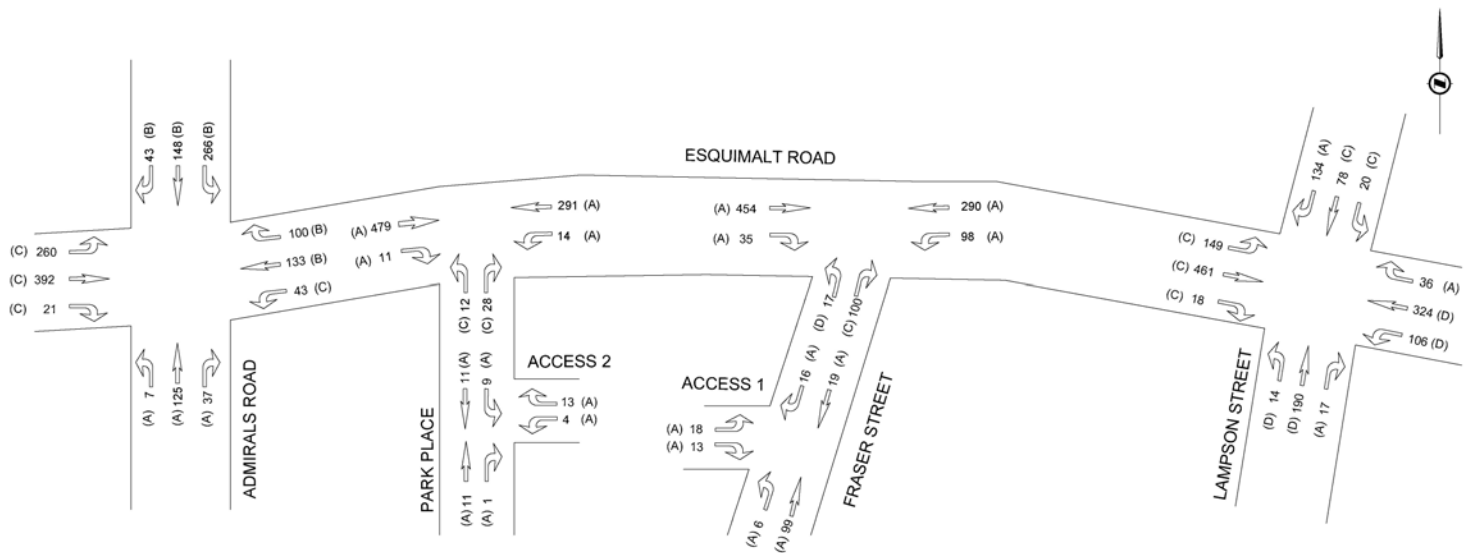 ESQUIMALT ROAD
43 (B)
148 (B)
266 (B)
(C) 260
(C) 392
(C) 21
100 (B)
133 (B)
43 (C)
(A) 7
(A) 125
(A) 37
ADMIRALS ROAD
(A) 479
(A) 11
291 (A)
14 (A)
(C) 12
(C) 28
11 (A)
9 (A)
ACCESS 2
13 (A)
4 (A)
PARK PLACE
(A) 11
(A) 1
(A) 454
(A) 35
290 (A)
98 (A)
(D) 17
(C) 100
16 (A)
19 (A)
ACCESS 1
(A) 18
(A) 13
FRASER STREET
(A) 6
(A) 99
134 (A)
78 (C)
20 (C)
(C) 149
(C) 461
(C) 18
36 (A)
324 (D)
106 (D)
LAMPSON STREET
(D) 14
(D) 190
(A) 17